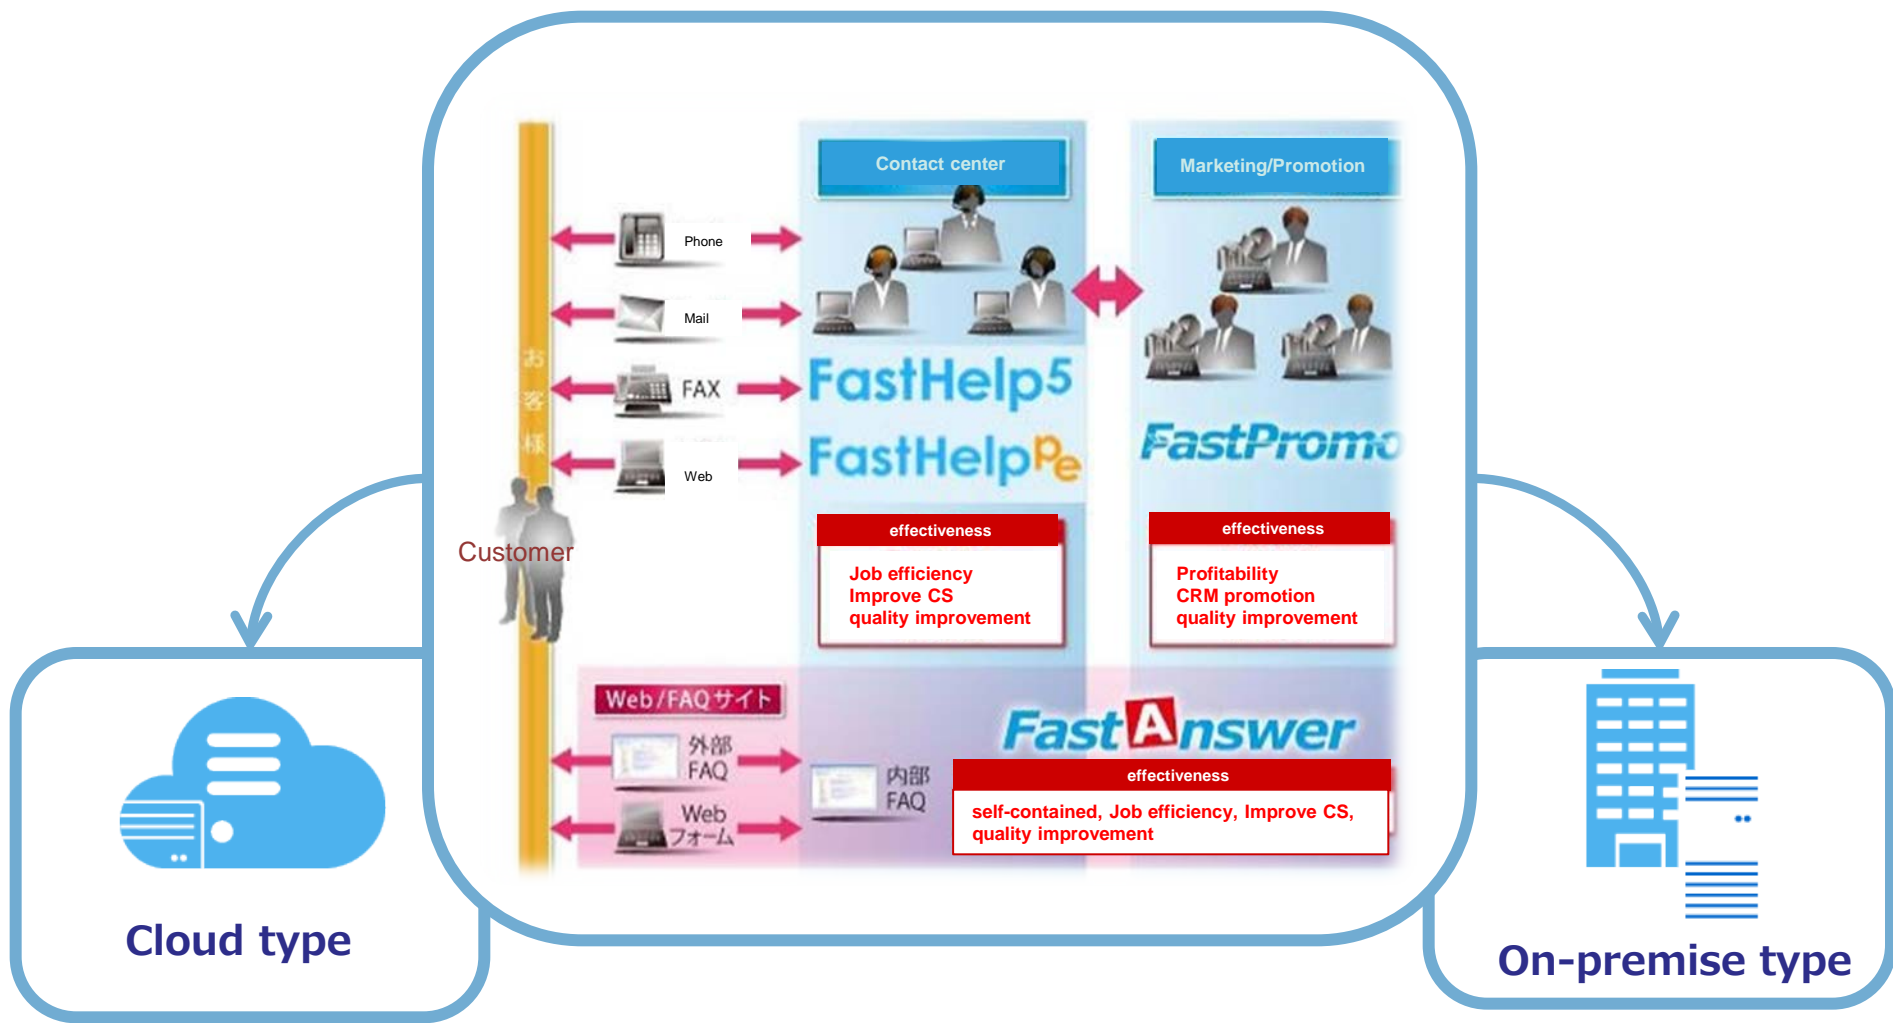 Contact center
Marketing/Promotion
Phone
Mail
FAX
Web
お客様
Customer
FastHelp5
FastHelppe
FastPromo
effectiveness
Job efficiency
Improve CS
quality improvement
effectiveness
Profitability
CRM promotion
quality improvement
Web/FAQサイト
外部
FAQ
Web
フォーム
内部
FAQ
FastAnswer
effectiveness
self-contained, Job efficiency, Improve CS,
quality improvement
Cloud type
On-premise type